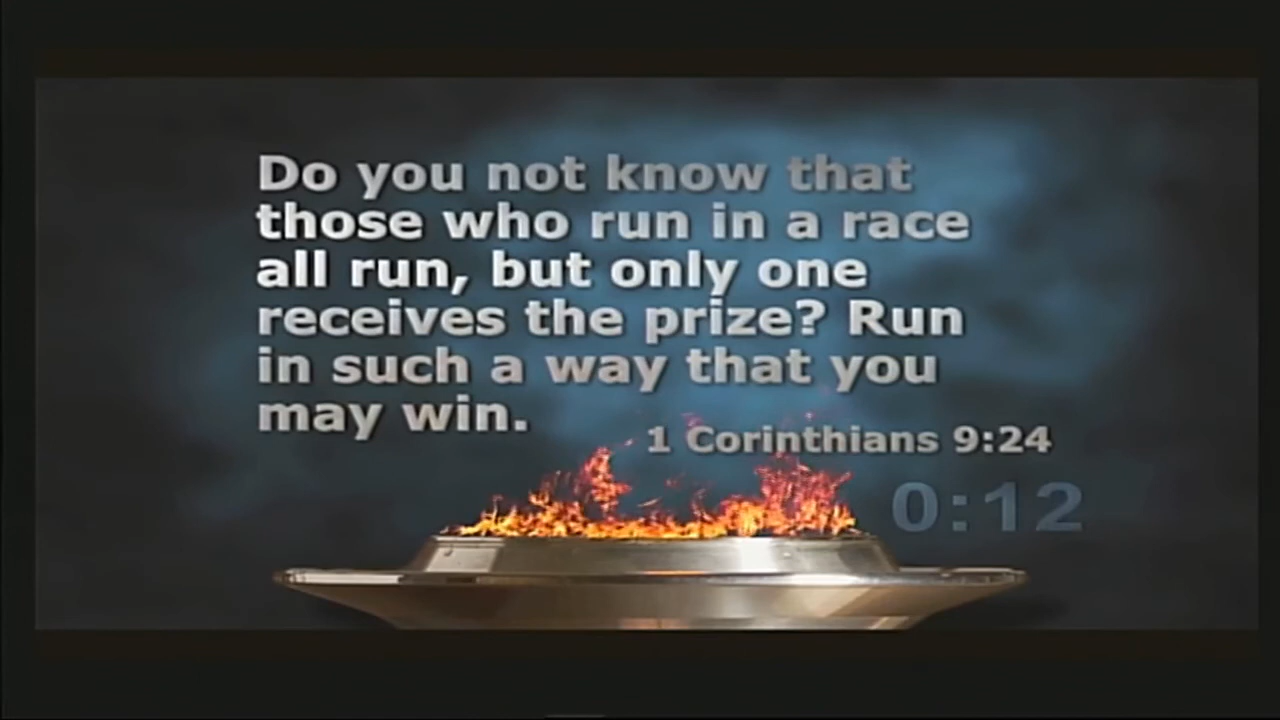 Do you not know that
those who run in a race
all run, but only one
receives the prize? Run
in such a way that you
may win.
1 Corinthians 9:24
0:12